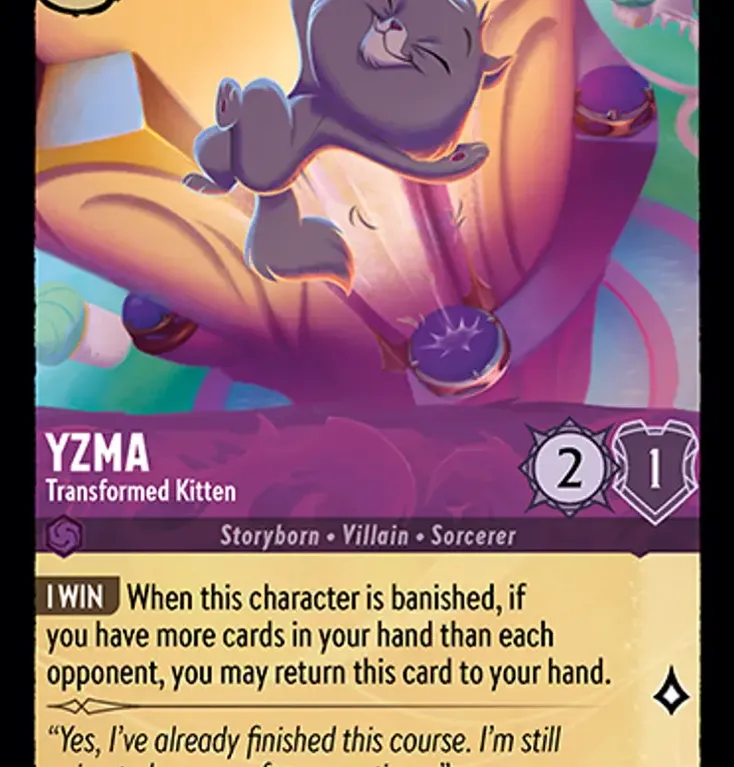 YZMA
Transformed Kitten
2
1
Storyborn • Villain • Sorcerer
I WIN When this character is banished, if
you have more cards in your hand than each
opponent, you may return this card to your hand.
“Yes, I’ve already finished this course. I’m still